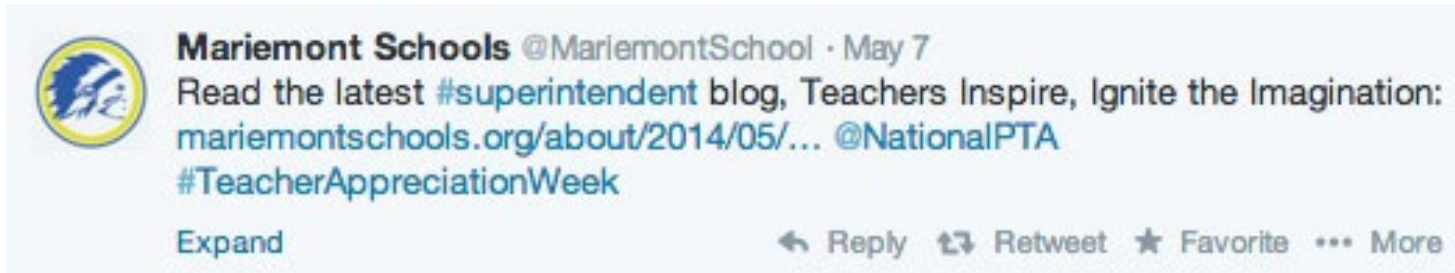 Mariemont Schools @MariemontSchool · May 7
Read the latest #superintendent blog, Teachers Inspire, Ignite the Imagination:
mariemontschools.org/about/2014/05/... @NationalPTA
#TeacherAppreciationWeek
Expand Reply Retweet Favorite ••• More